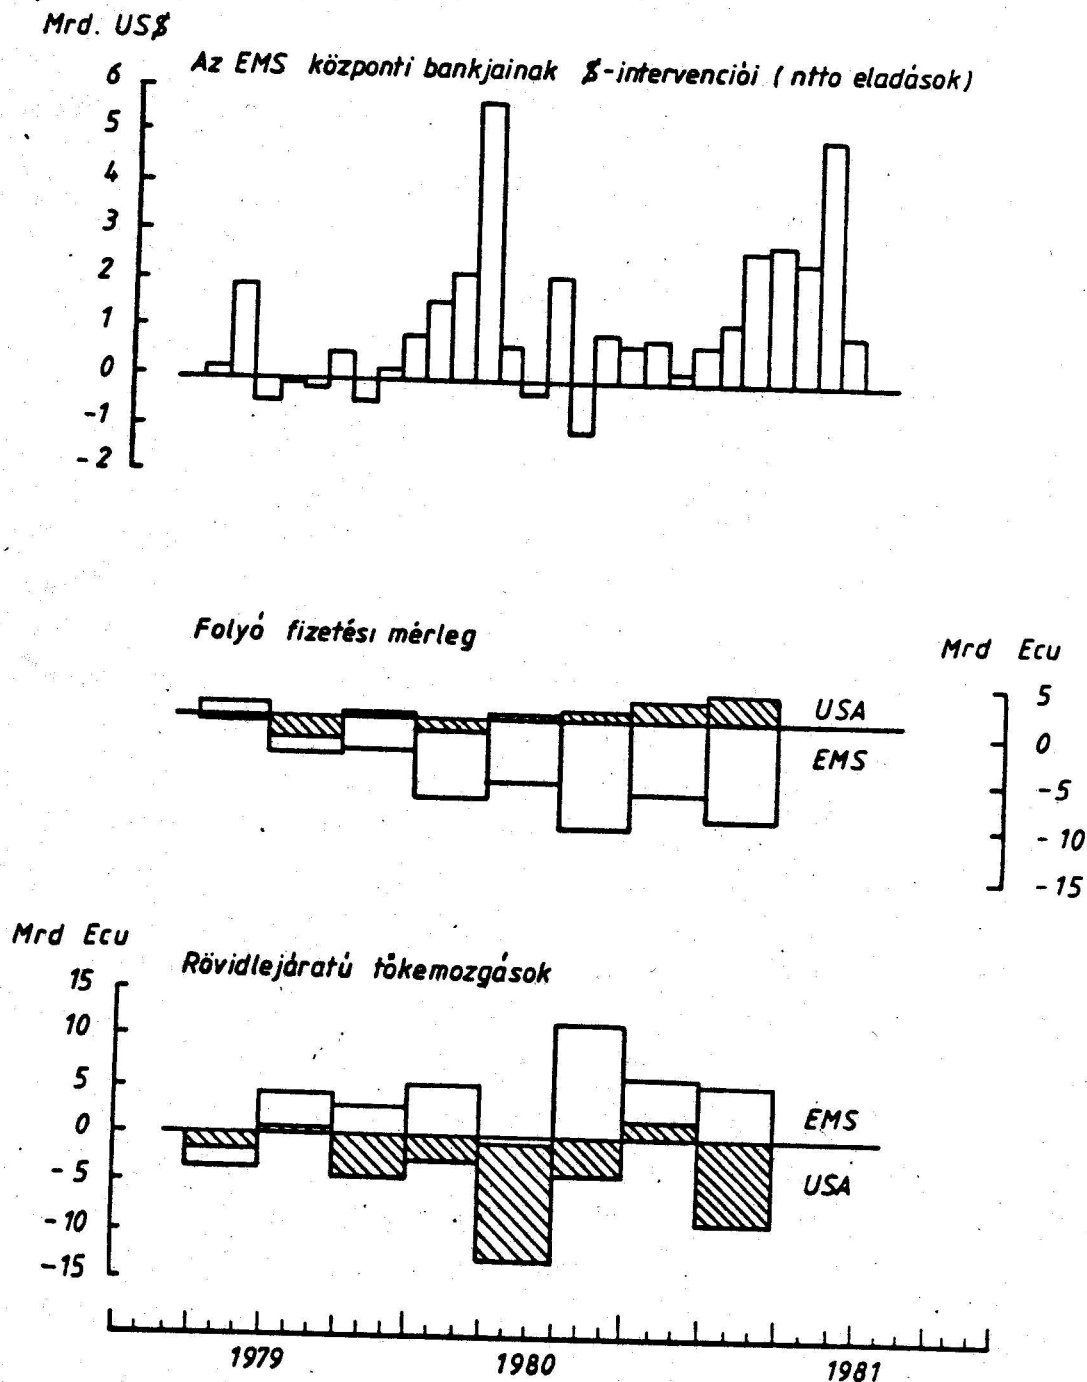 Mrd. US$
Az EMS központi bankjainak $-intervenciói (ntto eladások)
6
5
4
3
2
1
0
-1
-2
Folyó fizetési mérleg
Mrd Ecu
5
0
-5
-10
-15
USA
EMS
Mrd Ecu
Rövidlejáratú tőkemozgások
15
10
5
0
-5
-10
-15
EMS
USA
1979 1980 1981